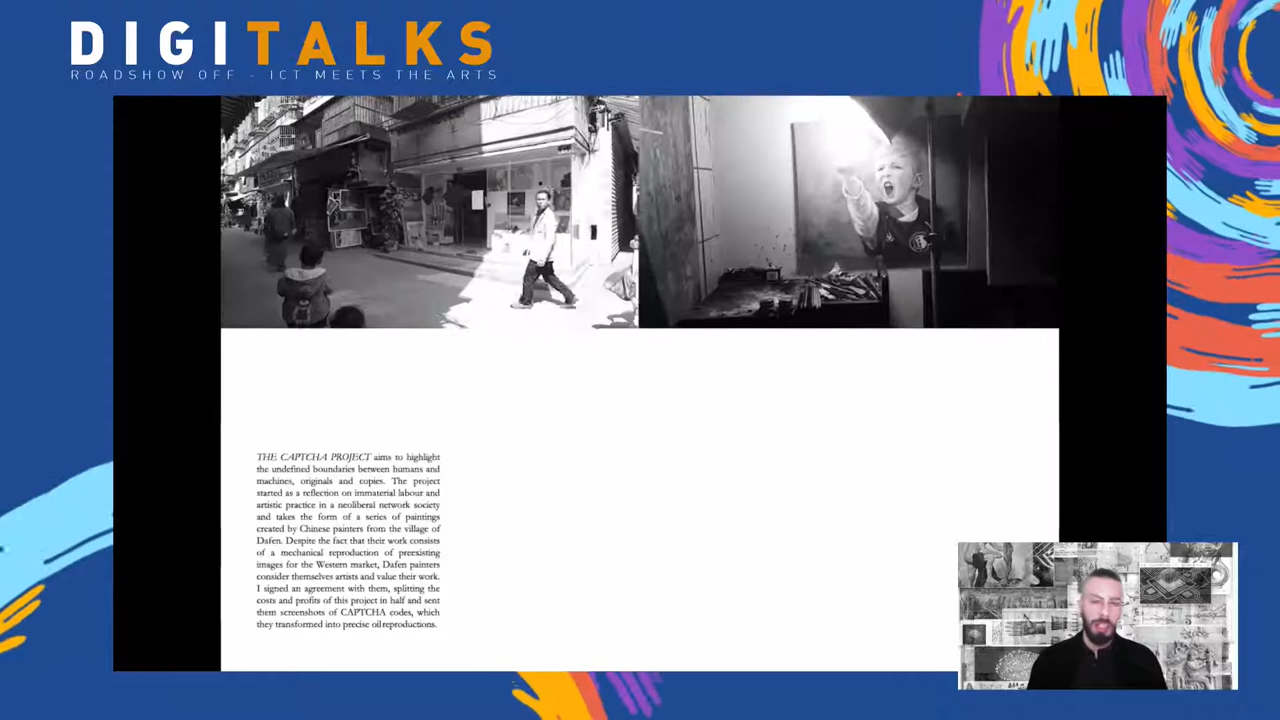 DIGITALKS
ROADSHOW OFF - ICT MEETS THE ARTS
THE CAPTCHA PROJECT aims to highlight
the undefined boundaries between humans and
machines, originals and copies. The project
started as a reflection on immaterial labour and
artistic practice in a neoliberal network society
and takes the form of a series of paintings
created by Chinese painters from the village of
Dafen. Despite the fact that their work consists
of a mechanical reproduction of preexisting
images for the Western market, Dafen painters
consider themselves artists and value their work.
I signed an agreement with them, splitting the
costs and profits of this project in half and sent
them screenshots of CAPTCHA codes, which
they transformed into precise oil reproductions.